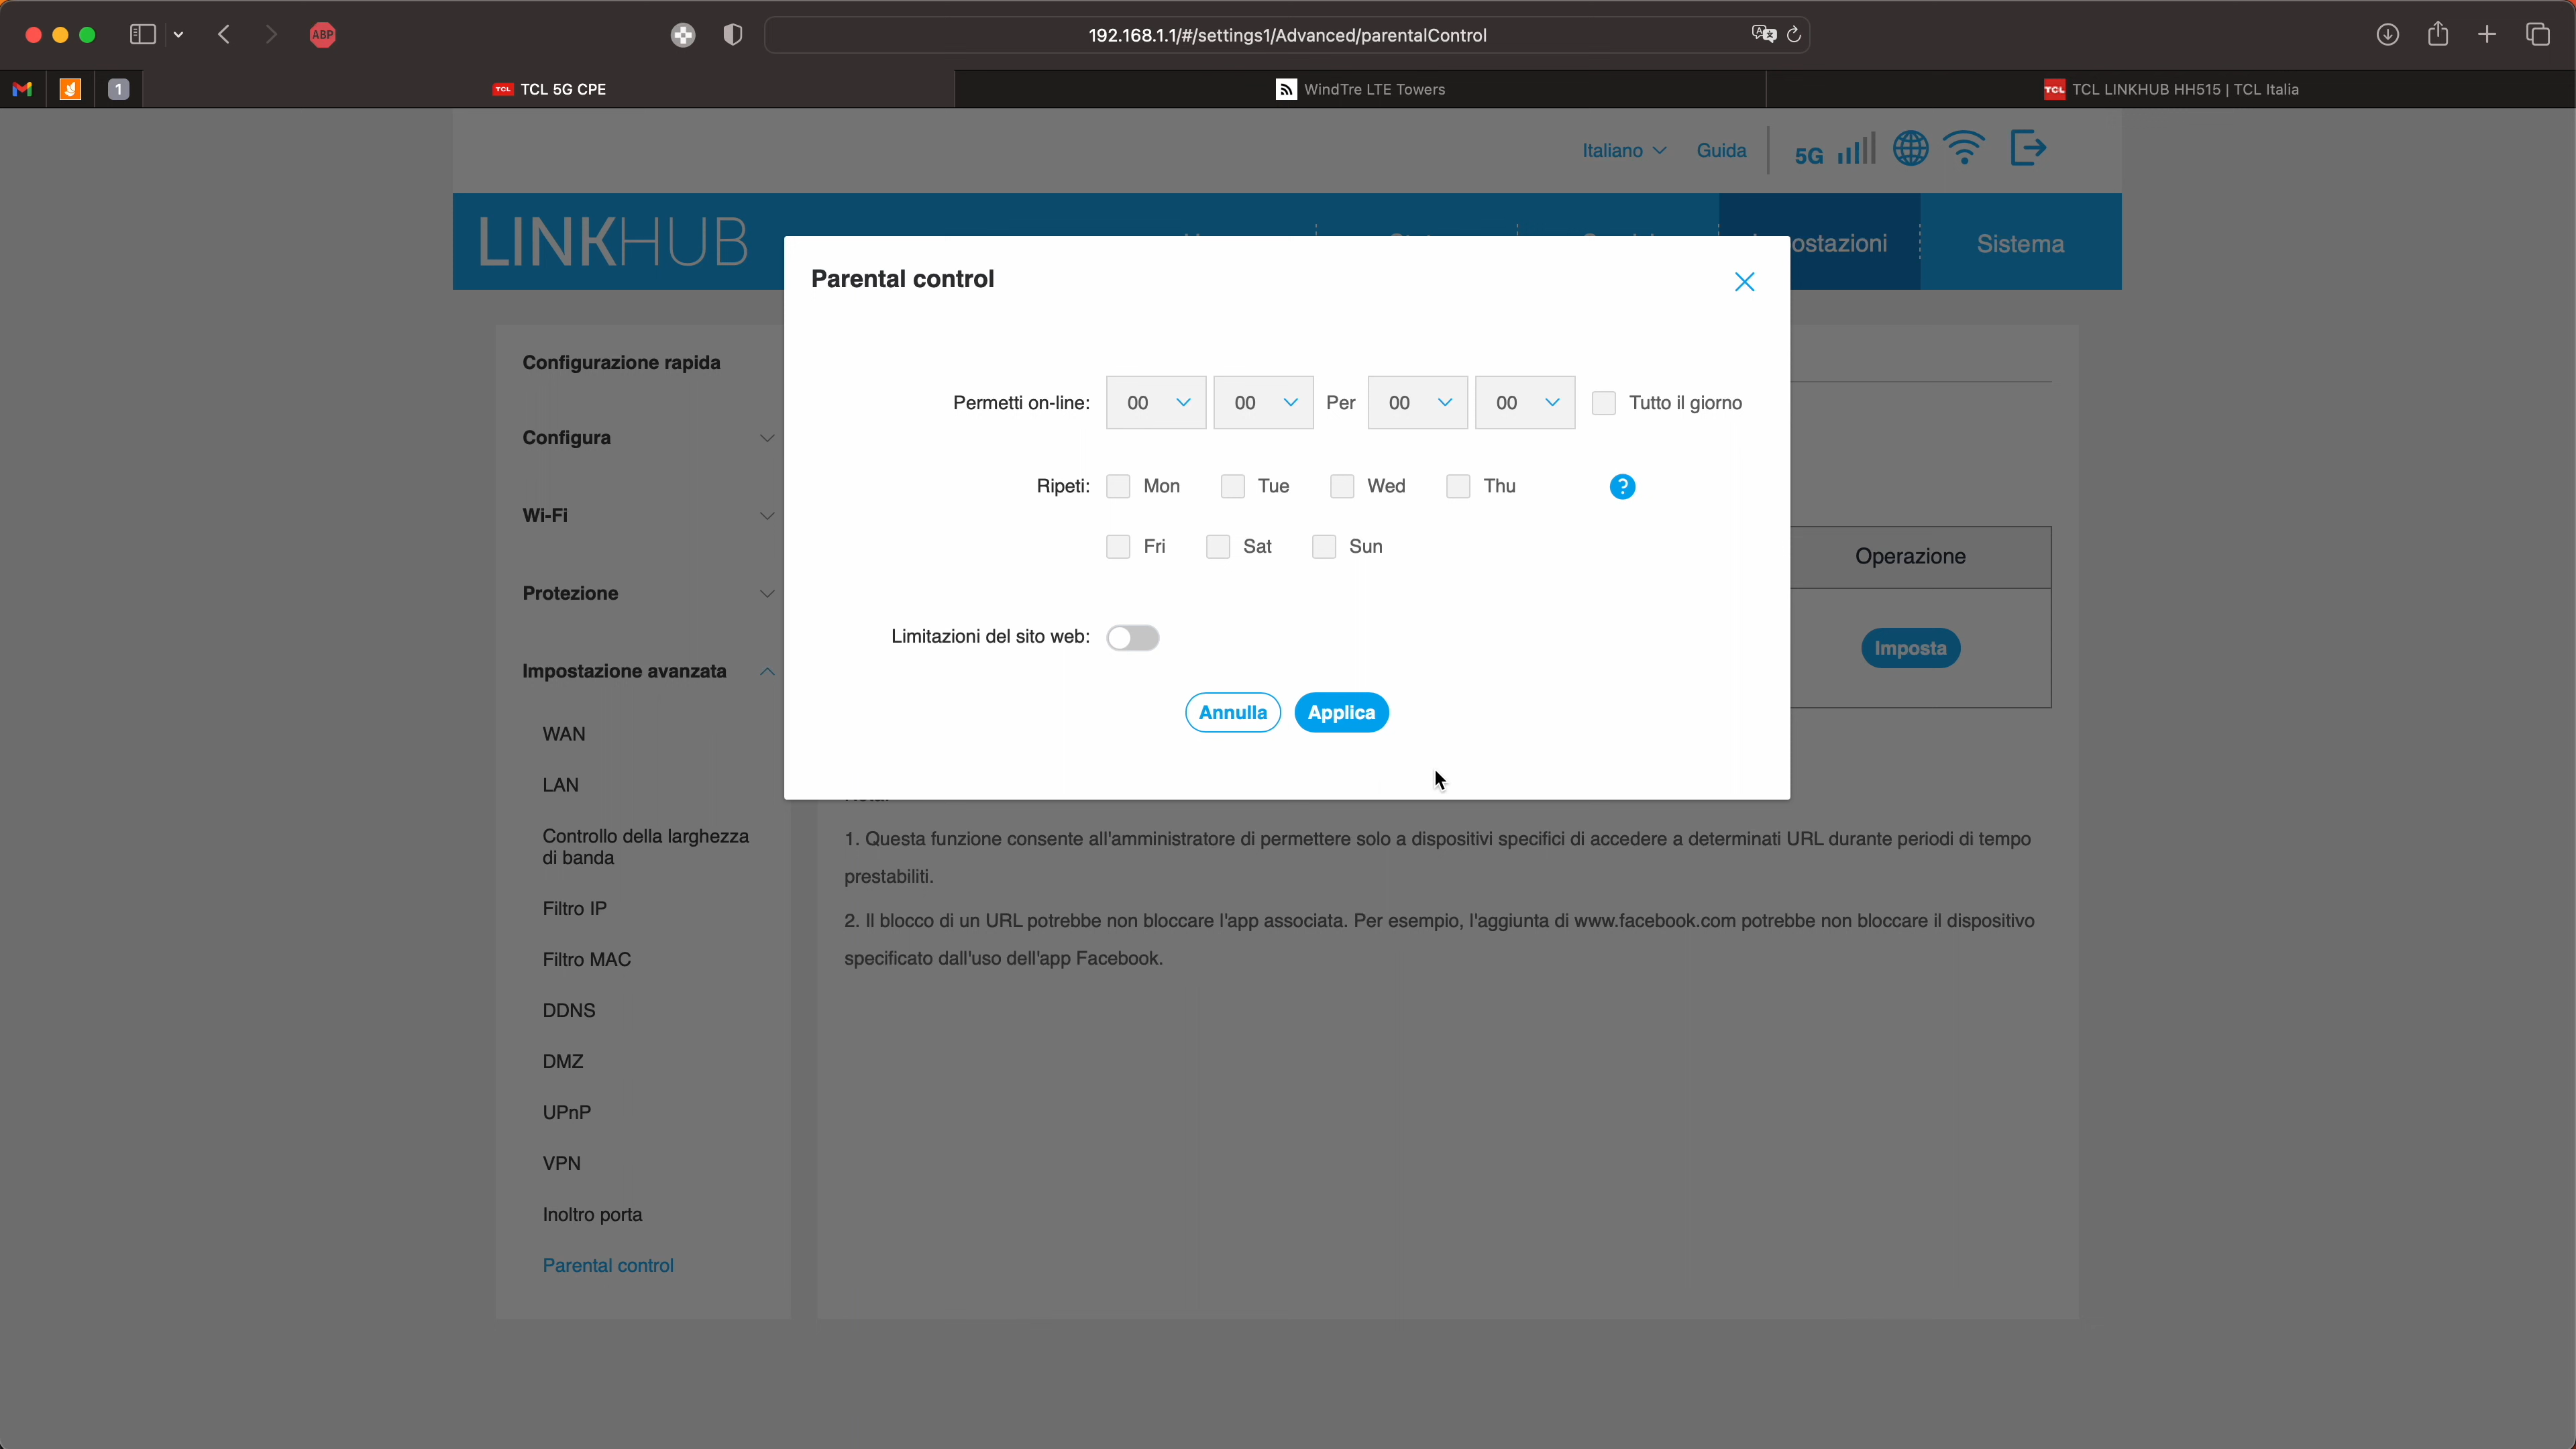 ABP
192.168.1.1/#/settings1/Advanced/parentalControl
1
TCL TCL 5G CPE
WindTre LTE Towers
TCL TCL LINKHUB HH515 | TCL Italia
Italiano
Guida
5G
LINKHUB
Sistema
Parental control
Configurazione rapida
Configura
Wi-Fi
Protezione
Impostazione avanzata
WAN
LAN
Controllo della larghezza
di banda
Filtro IP
Filtro MAC
DDNS
DMZ
UPnP
VPN
Inoltro porta
Parental control
Permetti on-line: 00 00 Per 00 00 Tutto il giorno
Ripeti: Mon Tue Wed Thu ?
Fri Sat Sun
Limitazioni del sito web:
Annulla Applica
Operazione
Imposta
1. Questa funzione consente all'amministratore di permettere solo a dispositivi specifici di accedere a determinati URL durante periodi di tempo
prestabiliti.
2. Il blocco di un URL potrebbe non bloccare l'app associata. Per esempio, l'aggiunta di www.facebook.com potrebbe non bloccare il dispositivo
specificato dall'uso dell'app Facebook.